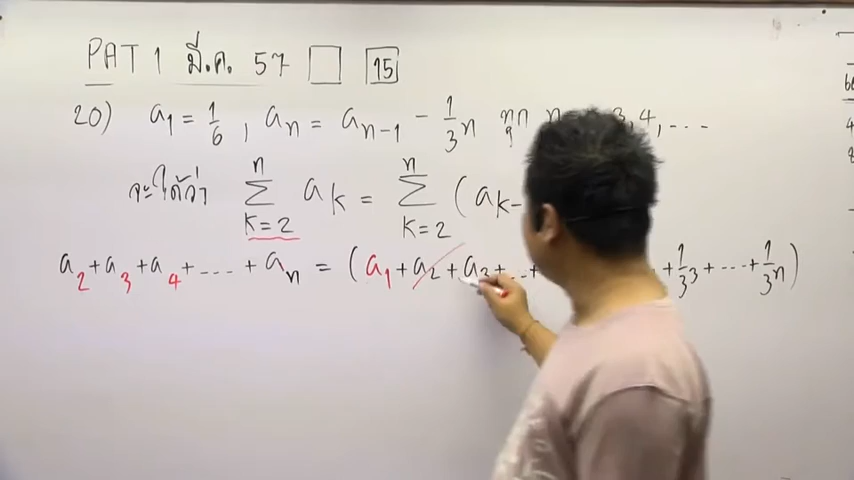 PAT 1 มี.ค. 57 15
20) a₁ = 1/6 , aₙ = aₙ₋₁ - 1/3ⁿ ทุก n 3, 4, ...
จะได้ว่า ∑ₖ₌₂ⁿ aₖ = ∑ₖ₌₂ⁿ (aₖ₋
a₂ + a₃ + a₄ + ... + aₙ = (a₁ + a₂ + a₃ + ... + + 1/3³ + ... + 1/3ⁿ)